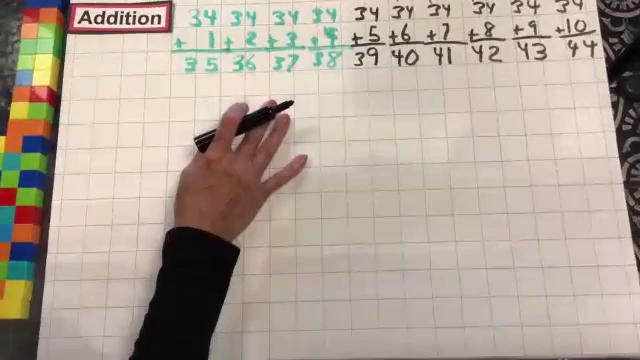 Addition
34 34 34 34 34 34 34 34 34 34
+ 1 + 2 + 3 + 4 + 5 + 6 + 7 + 8 + 9 + 10
35 36 37 38 39 40 41 42 43 44